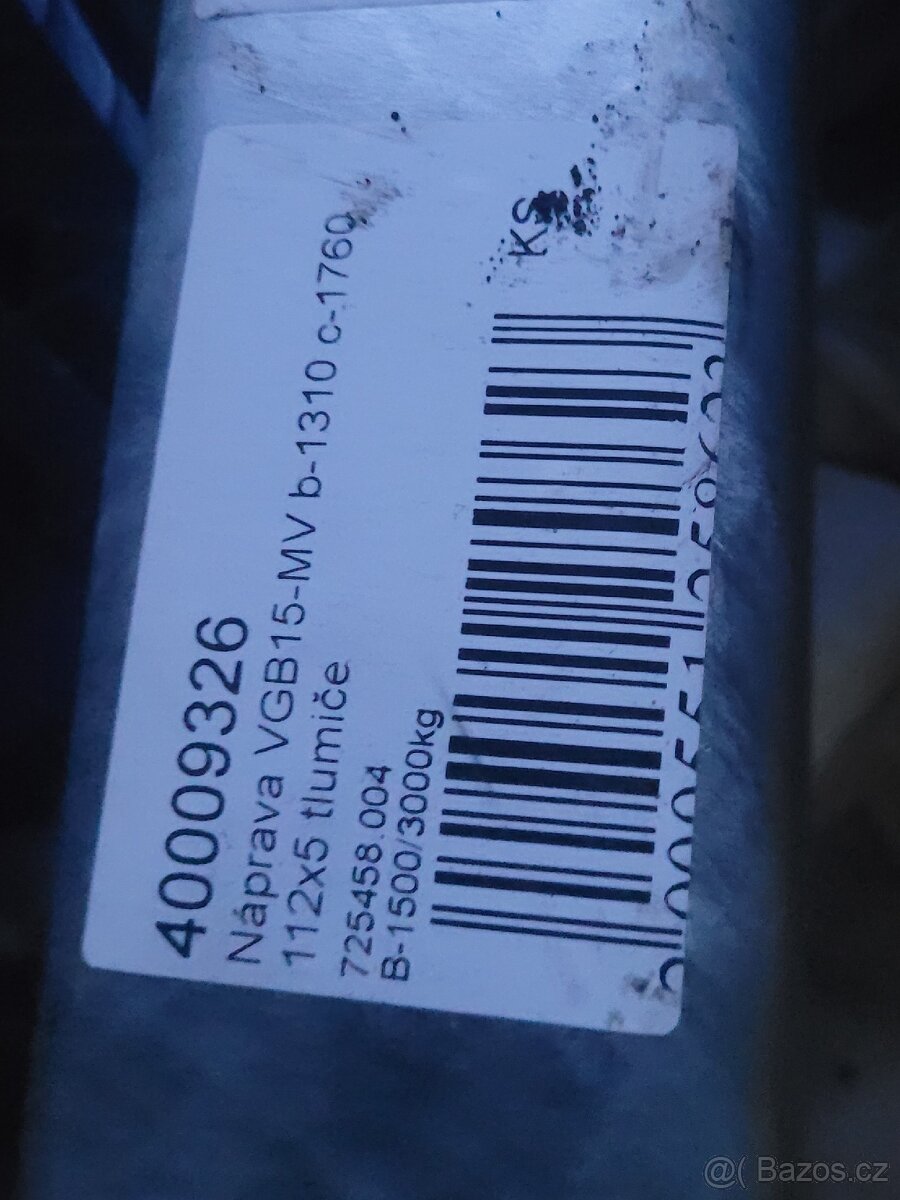 40009326
Náprava VGB15-MV b-1310 c-1760
112x5 tlumiče
725458.004
B-1500/3000kg
KS
@( Bazos.cz